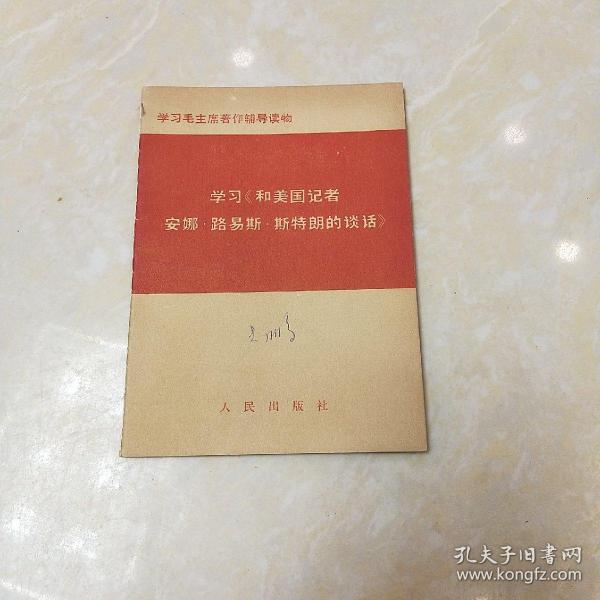 学习毛主席著作辅导读物
学习《和美国记者
安娜·路易斯·斯特朗的谈话》
人民出版社
孔夫子旧书网
www.kongfz.com